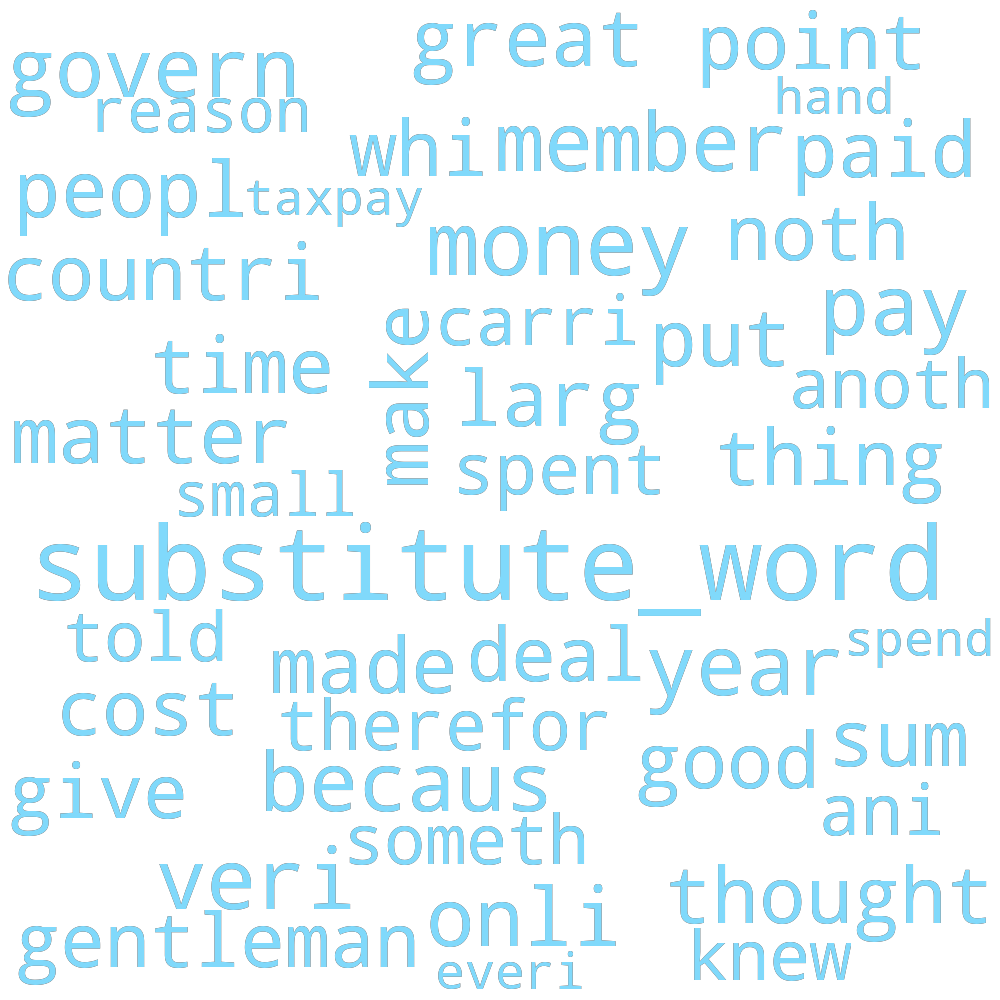 great point
govern
hand
reason
whi member paid
peopl taxpay
money noth
countri
pay
make carri put
time
anoth
larg
matter
thing
spent
small
substitute_word
told
made deal year spend
cost
therefor
good sum
give becaus
ani
someth
veri
thought
gentleman onli
knew
everi